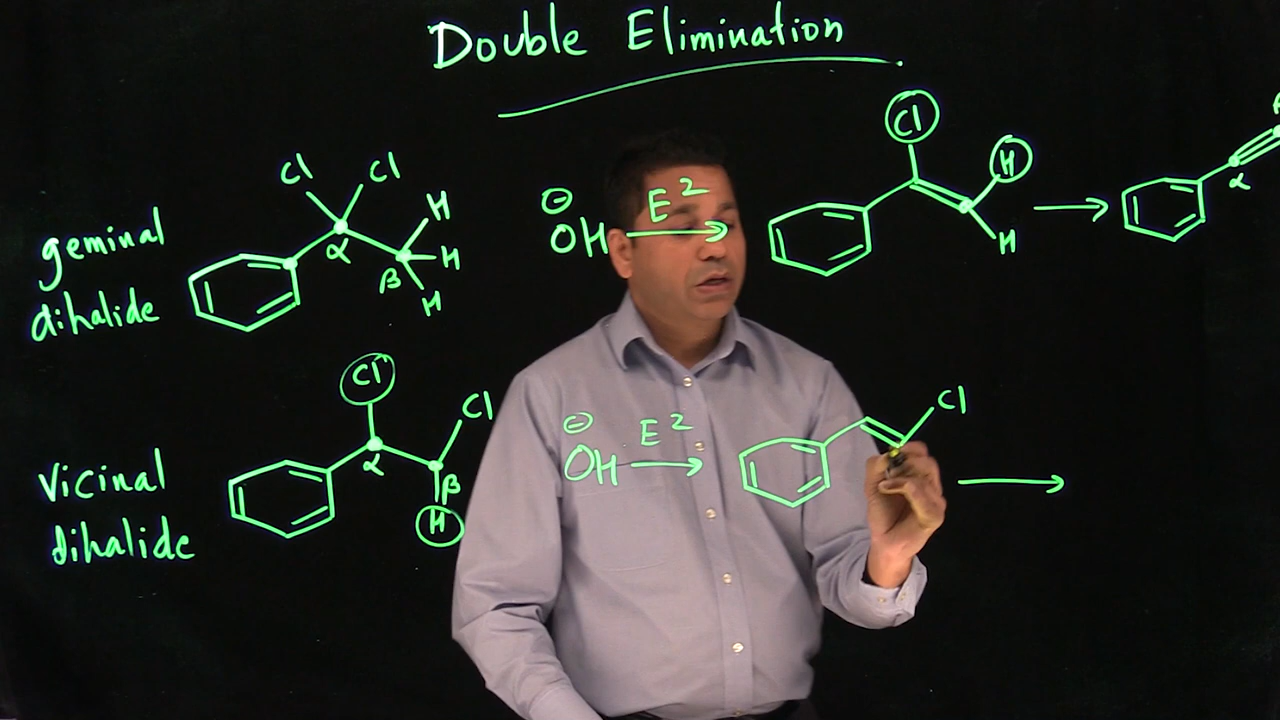 Double Elimination
geminal
dihalide
Cl Cl
α
β
H
H
H
⊖
OH
E2
Cl
H
H
α
Vicinal
dihalide
Cl
Cl
α
β
H
⊖
OH
E2
Cl